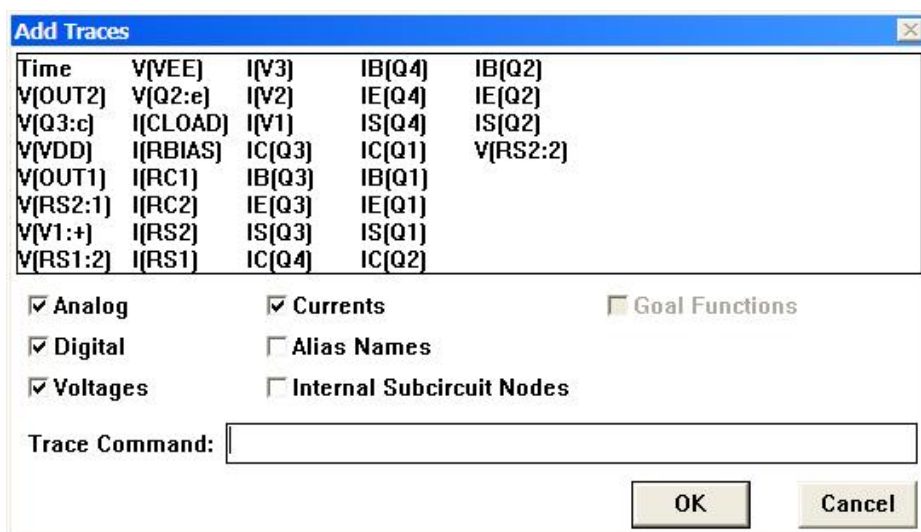 Add Traces
Time V(VEE) I(V3) IB(Q4) IB(Q2)
V(OUT2) V(Q2:e) I(V2) IE(Q4) IE(Q2)
V(Q3:c) I(CLOAD) I(V1) IS(Q4) IS(Q2)
V(VDD) I(RBIAS) IC(Q3) IC(Q1) V(RS2:2)
V(OUT1) I(RC1) IB(Q3) IB(Q1)
V(RS2:1) I(RC2) IE(Q3) IE(Q1)
V(V1:+) I(RS2) IS(Q3) IS(Q1)
V(RS1:2) I(RS1) IC(Q4) IC(Q2)
Analog Currents Goal Functions
Digital Alias Names
Voltages Internal Subcircuit Nodes
Trace Command:
OK Cancel